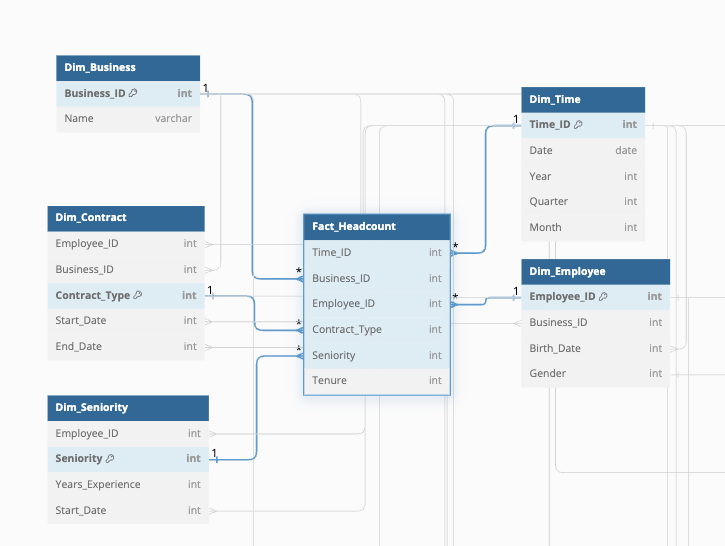 Dim_Business
Business_ID int
Name varchar
Dim_Contract
Employee_ID int
Business_ID int
Contract_Type int
Start_Date int
End_Date int
Dim_Seniority
Employee_ID int
Seniority int
Years_Experience int
Start_Date int
Fact_Headcount
Time_ID int
Business_ID int
Employee_ID int
Contract_Type int
Seniority int
Tenure int
Dim_Time
Time_ID int
Date date
Year int
Quarter int
Month int
Dim_Employee
Employee_ID int
Business_ID int
Birth_Date int
Gender int
1
*
1
*
1
*
1
*
1
*